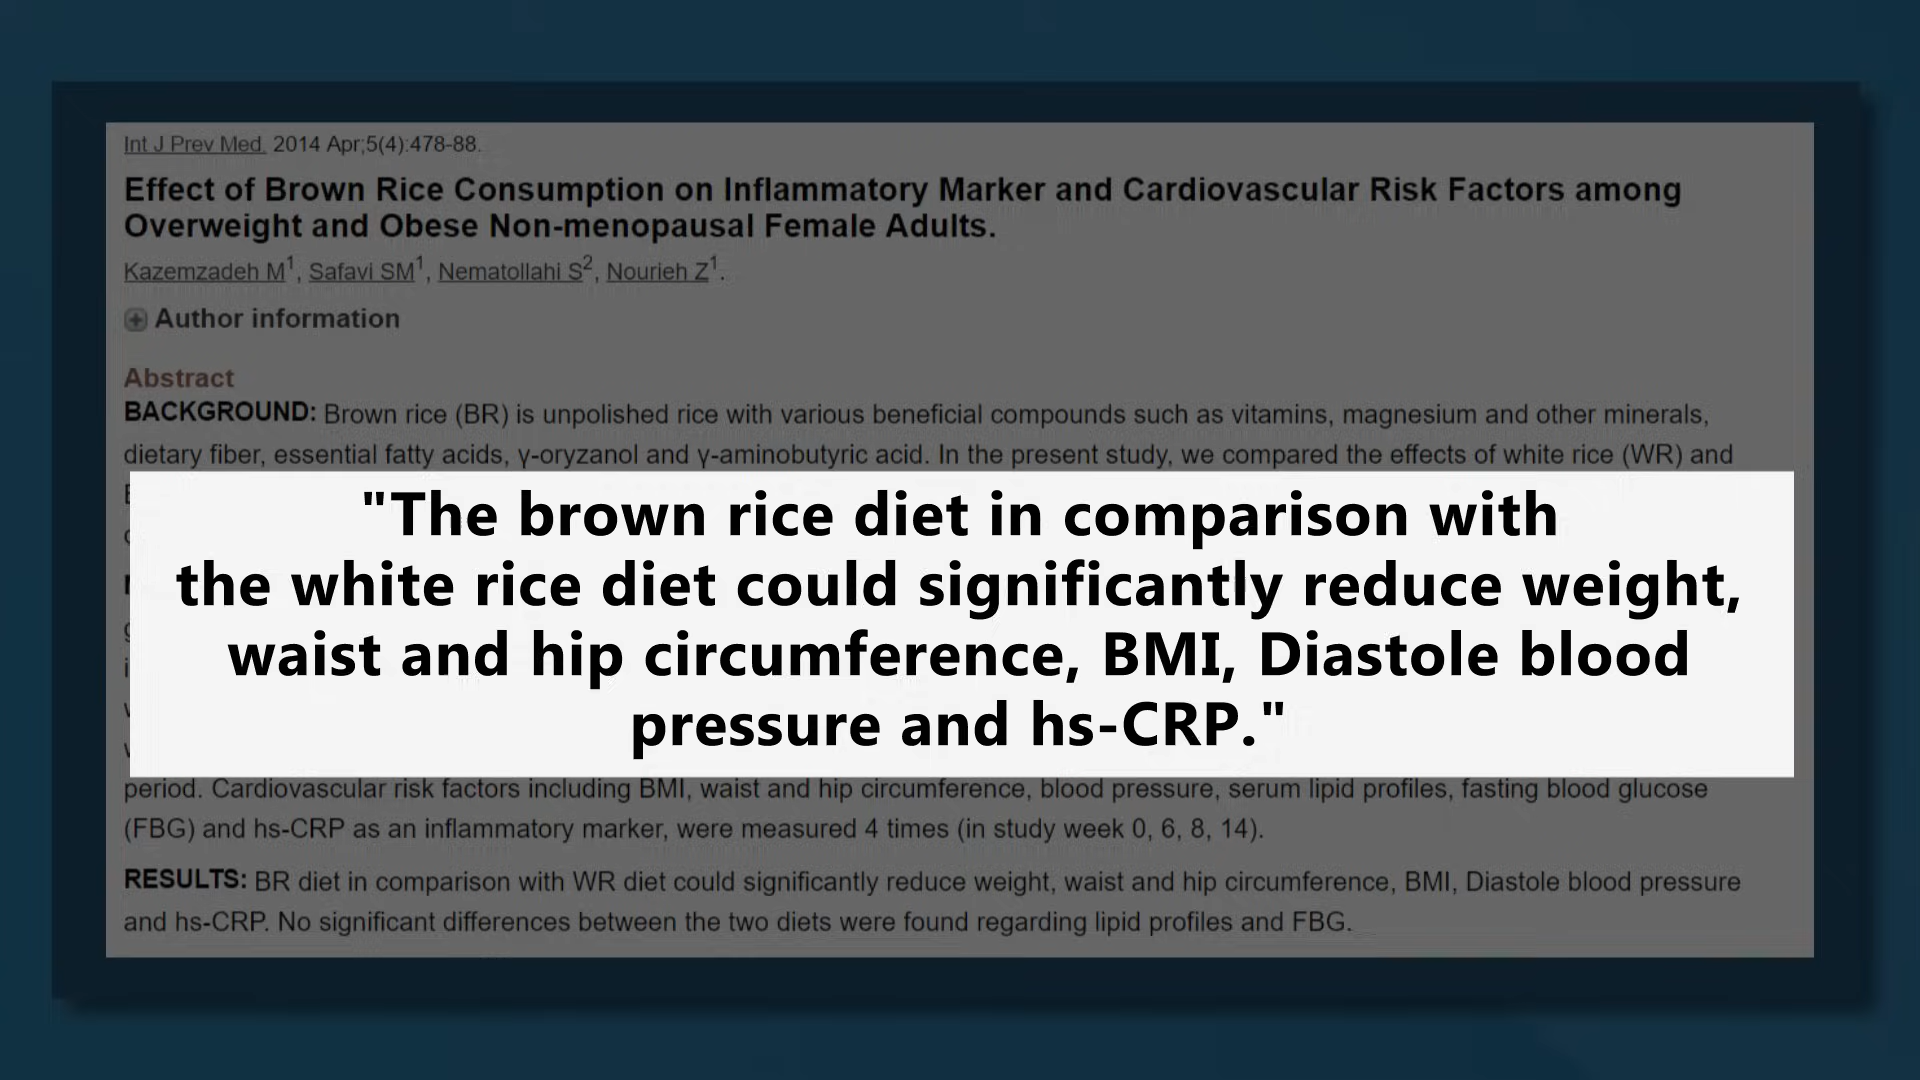 Int J Prev Med. 2014 Apr;5(4):478-88.
Effect of Brown Rice Consumption on Inflammatory Marker and Cardiovascular Risk Factors among
Overweight and Obese Non-menopausal Female Adults.
Kazemzadeh M1, Safavi SM1, Nematollahi S2, Nourieh Z1.
Author information
Abstract
BACKGROUND: Brown rice (BR) is unpolished rice with various beneficial compounds such as vitamins, magnesium and other minerals,
dietary fiber, essential fatty acids, γ-oryzanol and γ-aminobutyric acid. In the present study, we compared the effects of white rice (WR) and
"The brown rice diet in comparison with
the white rice diet could significantly reduce weight,
waist and hip circumference, BMI, Diastole blood
pressure and hs-CRP."
period. Cardiovascular risk factors including BMI, waist and hip circumference, blood pressure, serum lipid profiles, fasting blood glucose
(FBG) and hs-CRP as an inflammatory marker, were measured 4 times (in study week 0, 6, 8, 14).
RESULTS: BR diet in comparison with WR diet could significantly reduce weight, waist and hip circumference, BMI, Diastole blood pressure
and hs-CRP. No significant differences between the two diets were found regarding lipid profiles and FBG.